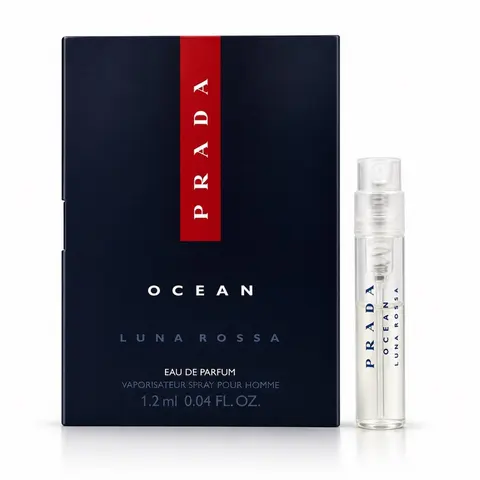 PRADA
OCEAN
LUNA ROSSA
EAU DE PARFUM
VAPORISATEUR SPRAY POUR HOMME
1.2 ml 0.04 FL. OZ.
PRADA
OCEAN
LUNA ROSSA